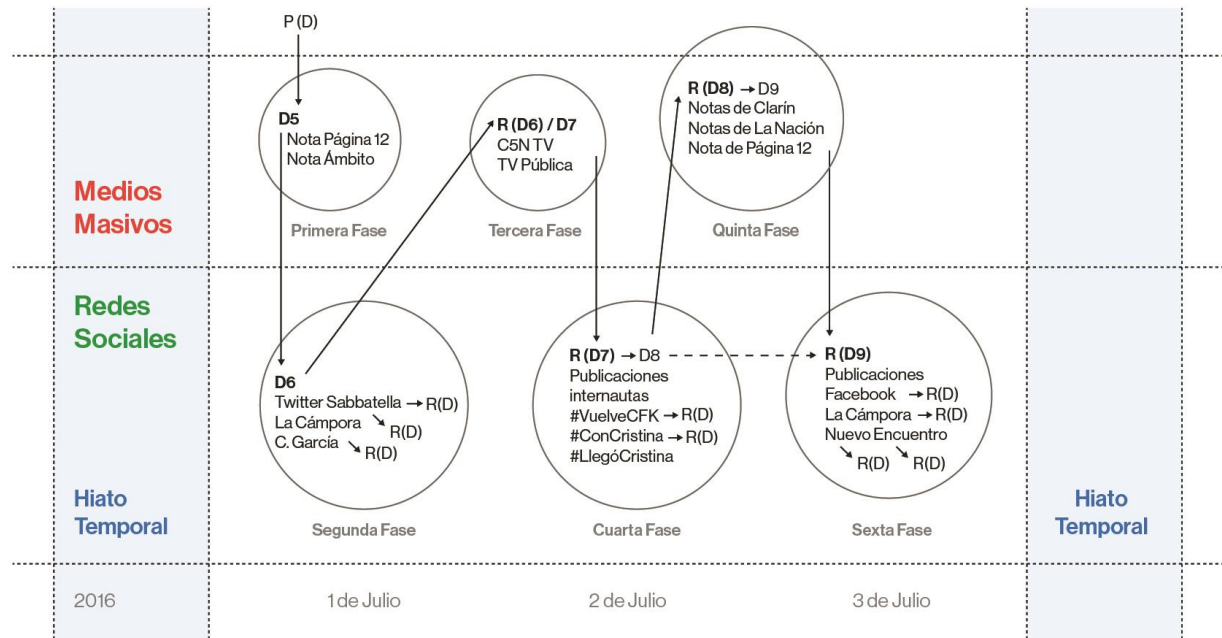 P (D)
Medios
Masivos
D5
Nota Página 12
Nota Ámbito
Primera Fase
R (D6) / D7
C5N TV
TV Pública
Tercera Fase
R (D8) → D9
Notas de Clarín
Notas de La Nación
Nota de Página 12
Quinta Fase
Redes
Sociales
D6
Twitter Sabbatella → R(D)
La Cámpora ↘ R(D)
C. García ↘ R(D)
Segunda Fase
R (D7) → D8
Publicaciones
internautas
#VuelveCFK → R(D)
#ConCristina → R(D)
#LlegóCristina
Cuarta Fase
R (D9)
Publicaciones
Facebook → R(D)
La Cámpora → R(D)
Nuevo Encuentro
↘ R(D) ↘ R(D)
Sexta Fase
Hiato
Temporal
Hiato
Temporal
2016
1 de Julio
2 de Julio
3 de Julio